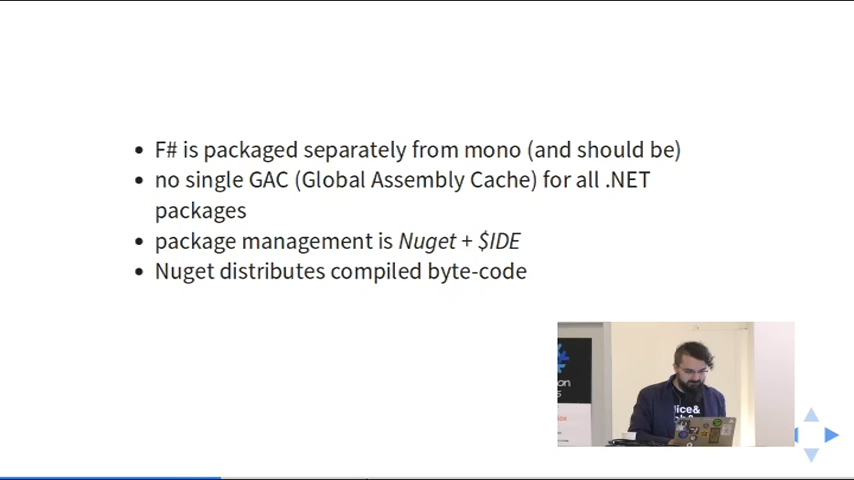 F# is packaged separately from mono (and should be)
no single GAC (Global Assembly Cache) for all .NET
packages
package management is Nuget + $IDE
Nuget distributes compiled byte-code